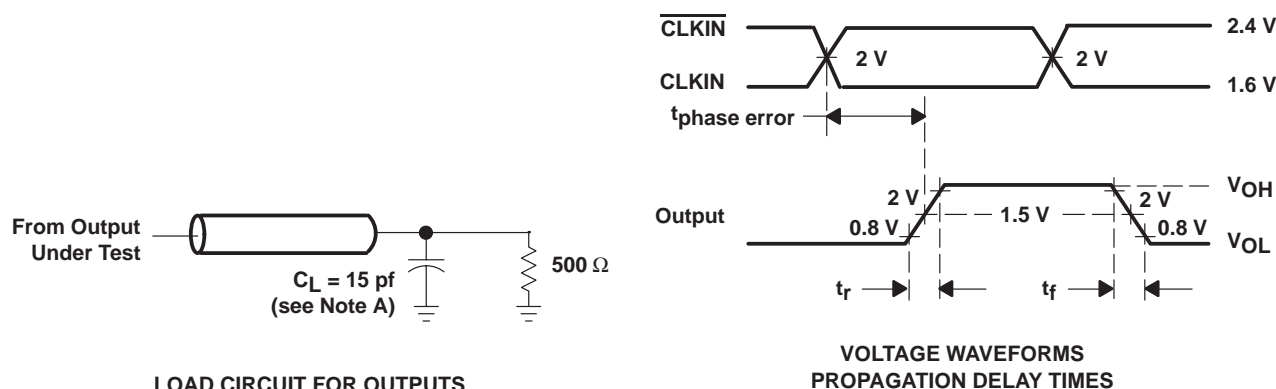 From Output
Under Test
CL = 15 pf
(see Note A)
500 Ω
LOAD CIRCUIT FOR OUTPUTS
CLKIN
CLKIN
2 V
2 V
2.4 V
1.6 V
tphase error
Output
2 V
0.8 V
1.5 V
2 V
0.8 V
VOH
VOL
tr
tf
VOLTAGE WAVEFORMS
PROPAGATION DELAY TIMES